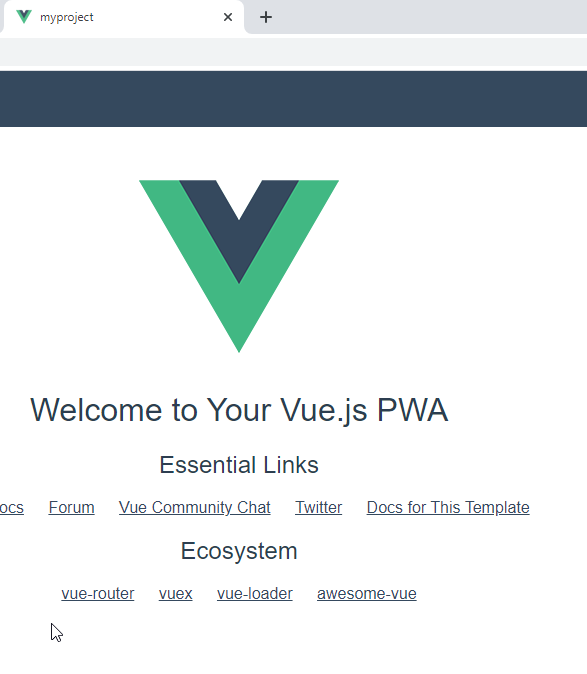 myproject
Welcome to Your Vue.js PWA
Essential Links
ocs Forum Vue Community Chat Twitter Docs for This Template
Ecosystem
vue-router vuex vue-loader awesome-vue